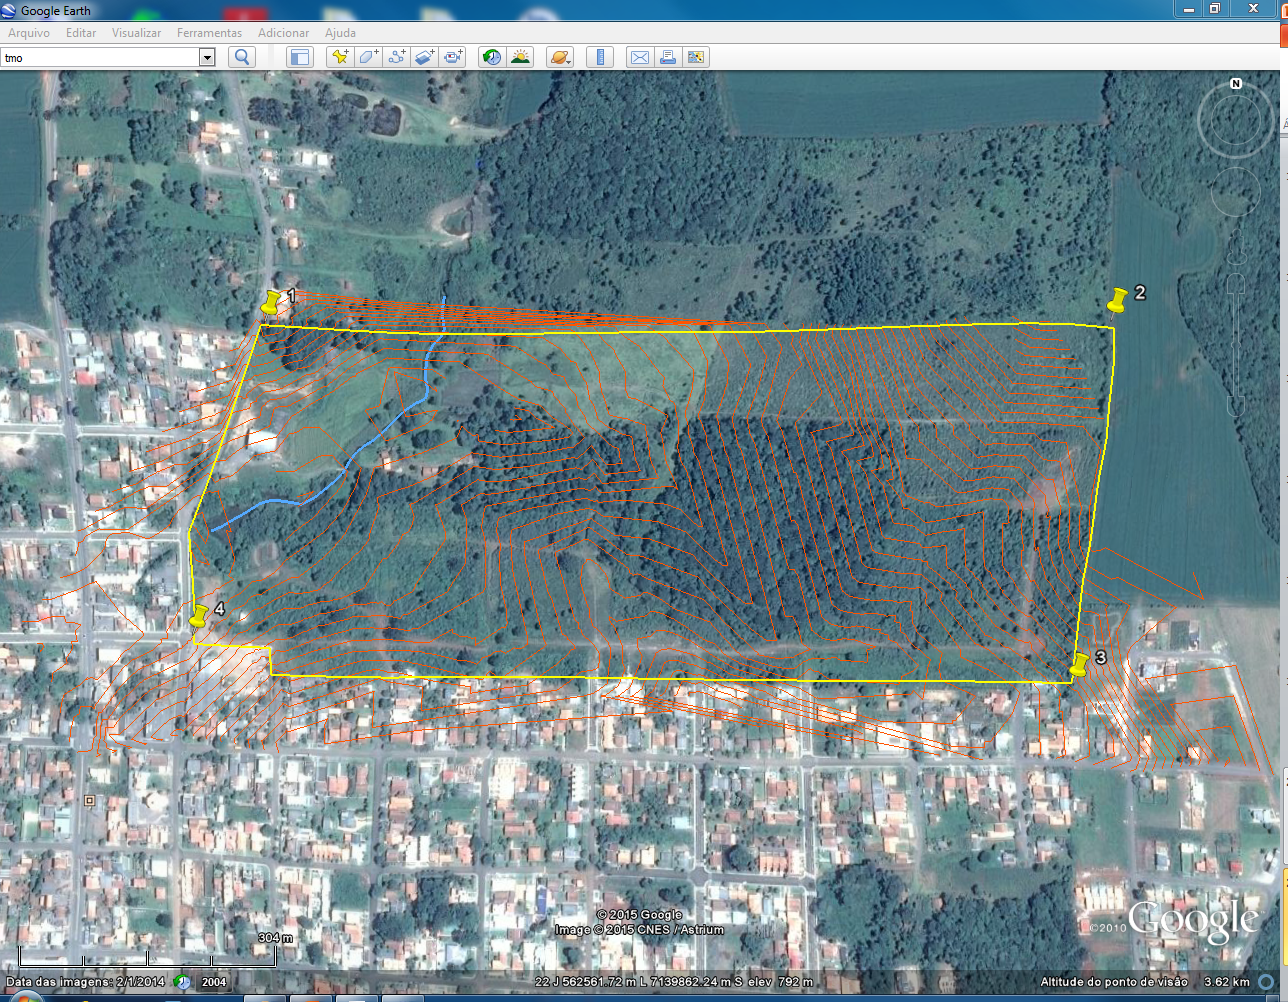 Google Earth
Arquivo Editar Visualizar Ferramentas Adicionar Ajuda
tmo
N
1
2
4
3
© 2015 Google
Image © 2015 CNES / Astrium
©2010 Google
304 m
Data das imagens: 2/1/2014 2004 22 J 562561.72 m L 7139862.24 m S elev 792 m Altitude do ponto de visão 3.62 km